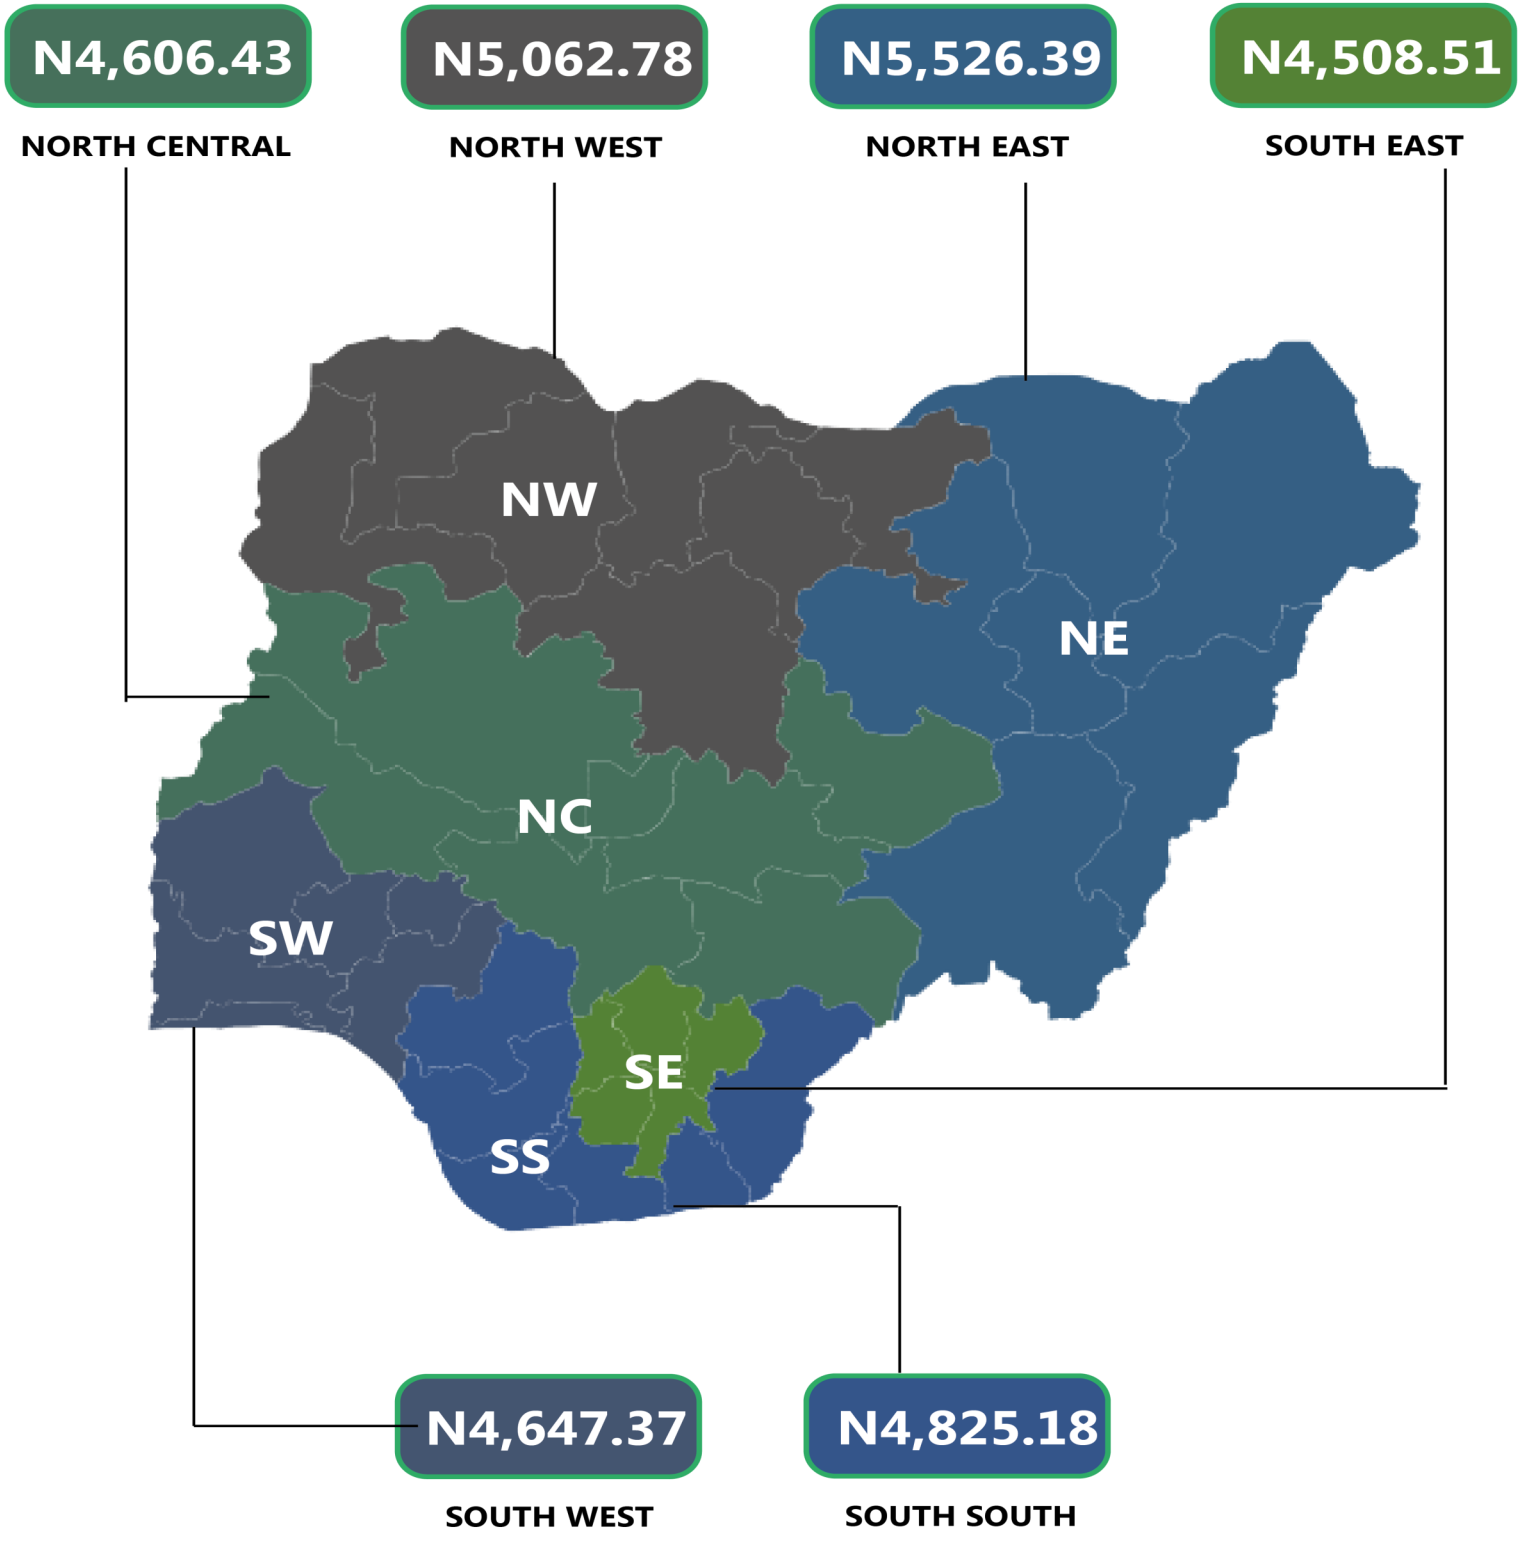 N4,606.43
N5,062.78
N5,526.39
N4,508.51
NORTH CENTRAL
NORTH WEST
NORTH EAST
SOUTH EAST
NW
NE
NC
SW
SE
SS
N4,647.37
N4,825.18
SOUTH WEST
SOUTH SOUTH